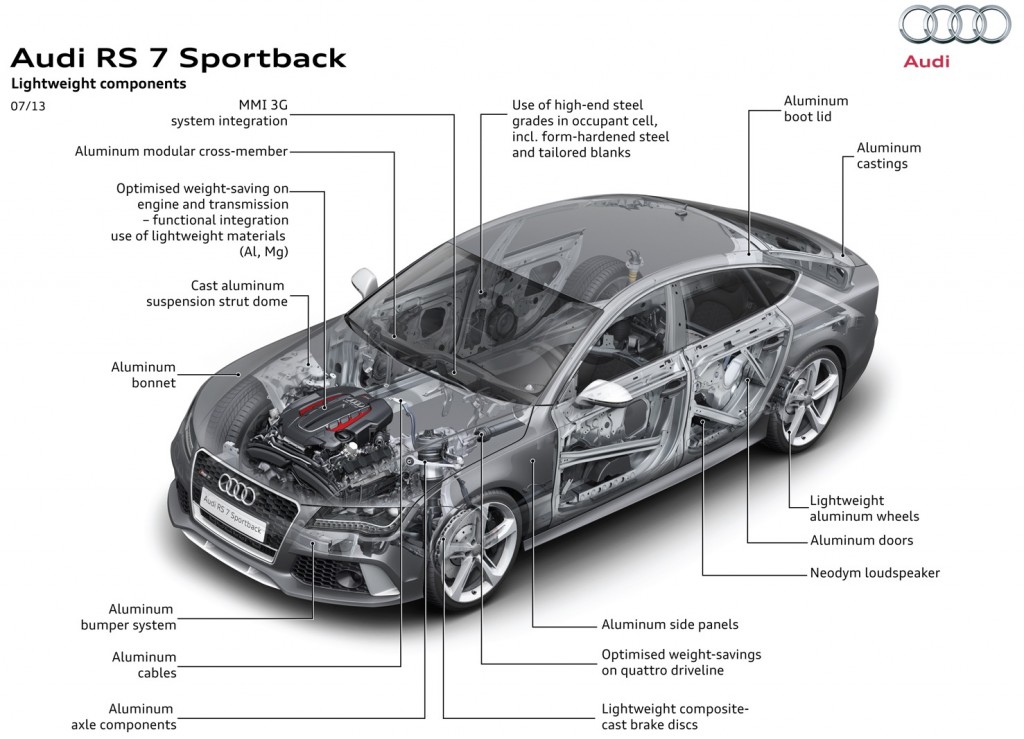 Audi RS 7 Sportback
Lightweight components
07/13
Audi
MMI 3G
system integration
Aluminum modular cross-member
Optimised weight-saving on
engine and transmission
– functional integration
use of lightweight materials
(Al, Mg)
Cast aluminum
suspension strut dome
Aluminum
bonnet
Use of high-end steel
grades in occupant cell,
incl. form-hardened steel
and tailored blanks
Aluminum
boot lid
Aluminum
castings
Audi RS 7 Sportback
Lightweight
aluminum wheels
Aluminum doors
Neodym loudspeaker
Aluminum
bumper system
Aluminum
cables
Aluminum
axle components
Aluminum side panels
Optimised weight-savings
on quattro driveline
Lightweight composite-
cast brake discs